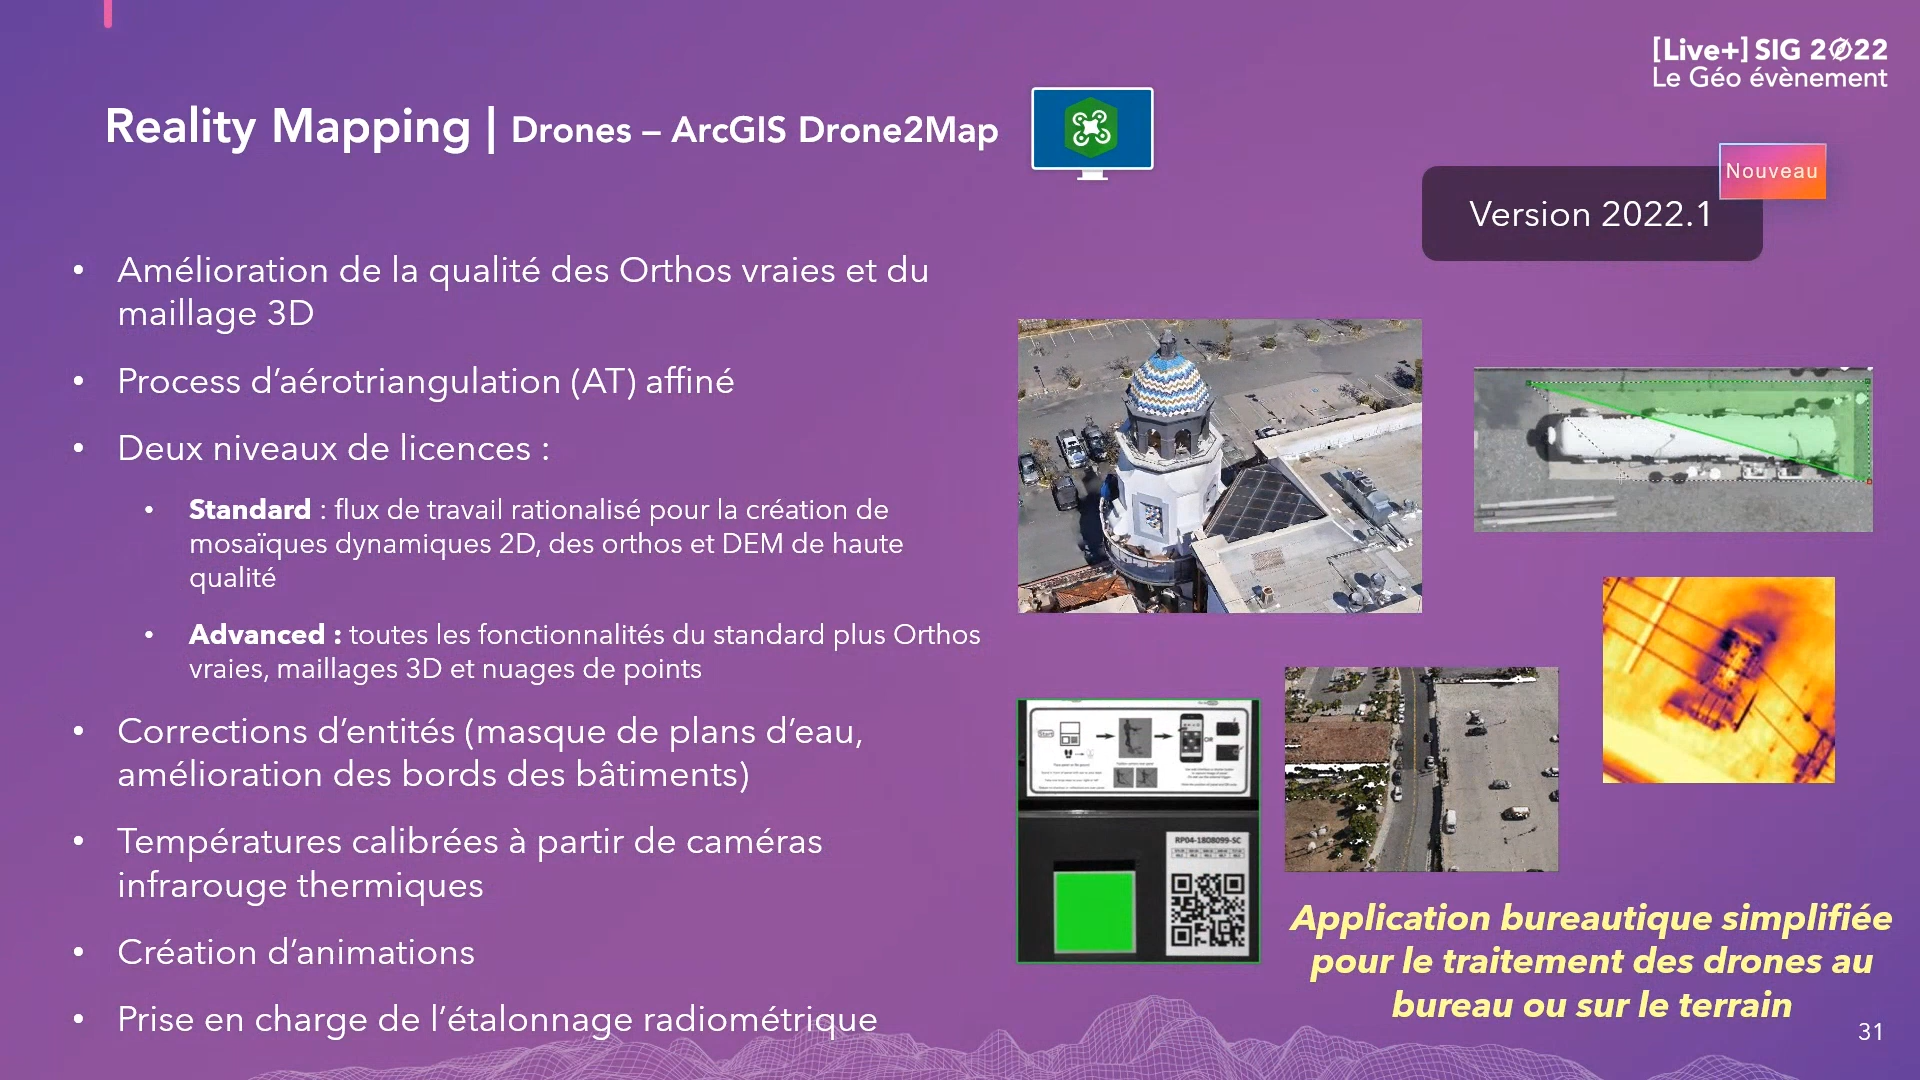 [Live+] SIG 2022
Le Géo évènement
Reality Mapping | Drones – ArcGIS Drone2Map
Nouveau
Version 2022.1
• Amélioration de la qualité des Orthos vraies et du
maillage 3D
• Process d’aérotriangulation (AT) affiné
• Deux niveaux de licences :
• Standard : flux de travail rationalisé pour la création de
mosaïques dynamiques 2D, des orthos et DEM de haute
qualité
• Advanced : toutes les fonctionnalités du standard plus Orthos
vraies, maillages 3D et nuages de points
• Corrections d’entités (masque de plans d’eau,
amélioration des bords des bâtiments)
• Températures calibrées à partir de caméras
infrarouge thermiques
• Création d’animations
• Prise en charge de l’étalonnage radiométrique
Start
OR
RP04-1808099-SC
Application bureautique simplifiée
pour le traitement des drones au
bureau ou sur le terrain
31